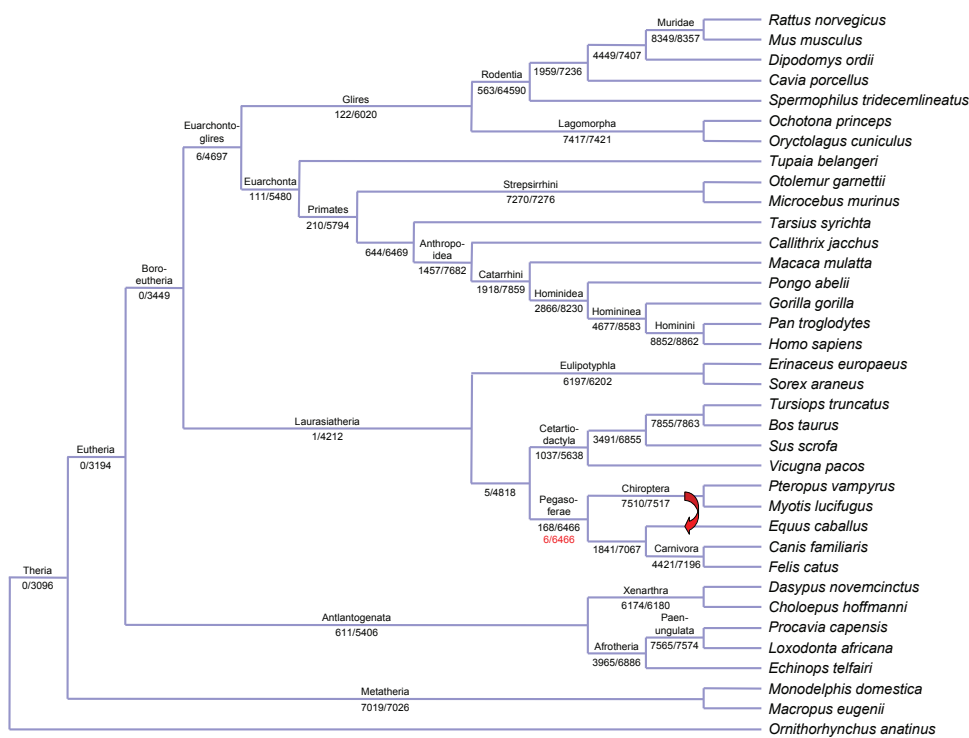 Rattus norvegicus
Muridae
8349/8357
Mus musculus
4449/7407
Dipodomys ordii
1959/7236
Rodentia
563/64590
Cavia porcellus
Spermophilus tridecemlineatus
Glires
122/6020
Ochotona princeps
Lagomorpha
7417/7421
Oryctolagus cuniculus
Euarchonto-
glires
6/4697
Tupaia belangeri
Euarchonta
111/5480
Otolemur garnettii
Strepsirrhini
7270/7276
Microcebus murinus
Primates
210/5794
Tarsius syrichta
644/6469
Anthropo-
idea
1457/7682
Callithrix jacchus
Macaca mulatta
Catarrhini
1918/7859
Pongo abelii
Hominidea
2866/8230
Gorilla gorilla
Hominidea
4677/8583
Pan troglodytes
Hominini
8852/8862
Homo sapiens
Boro-
eutheria
0/3449
Erinaceus europaeus
Eulipotyphla
6197/6202
Sorex araneus
Laurasiatheria
1/4212
Tursiops truncatus
7855/7863
Bos taurus
Cetartio-
dactyla
1037/5638
3491/6855
Sus scrofa
Vicugna pacos
5/4818
Pteropus vampyrus
Chiroptera
7510/7517
Myotis lucifugus
Pegaso-
ferae
168/6466
6/6466
Equus caballus
1841/7067
Canis familiaris
Carnivora
4421/7196
Felis catus
Eutheria
0/3194
Theria
0/3096
Dasypus novemcinctus
Xenarthra
6174/6180
Choloepus hoffmanni
Antlantogenata
611/5406
Procavia capensis
Paen-
ungulata
7565/7574
Loxodonta africana
Afrotheria
3965/6886
Echinops telfairi
Monodelphis domestica
Metatheria
7019/7026
Macropus eugenii
Ornithorhynchus anatinus